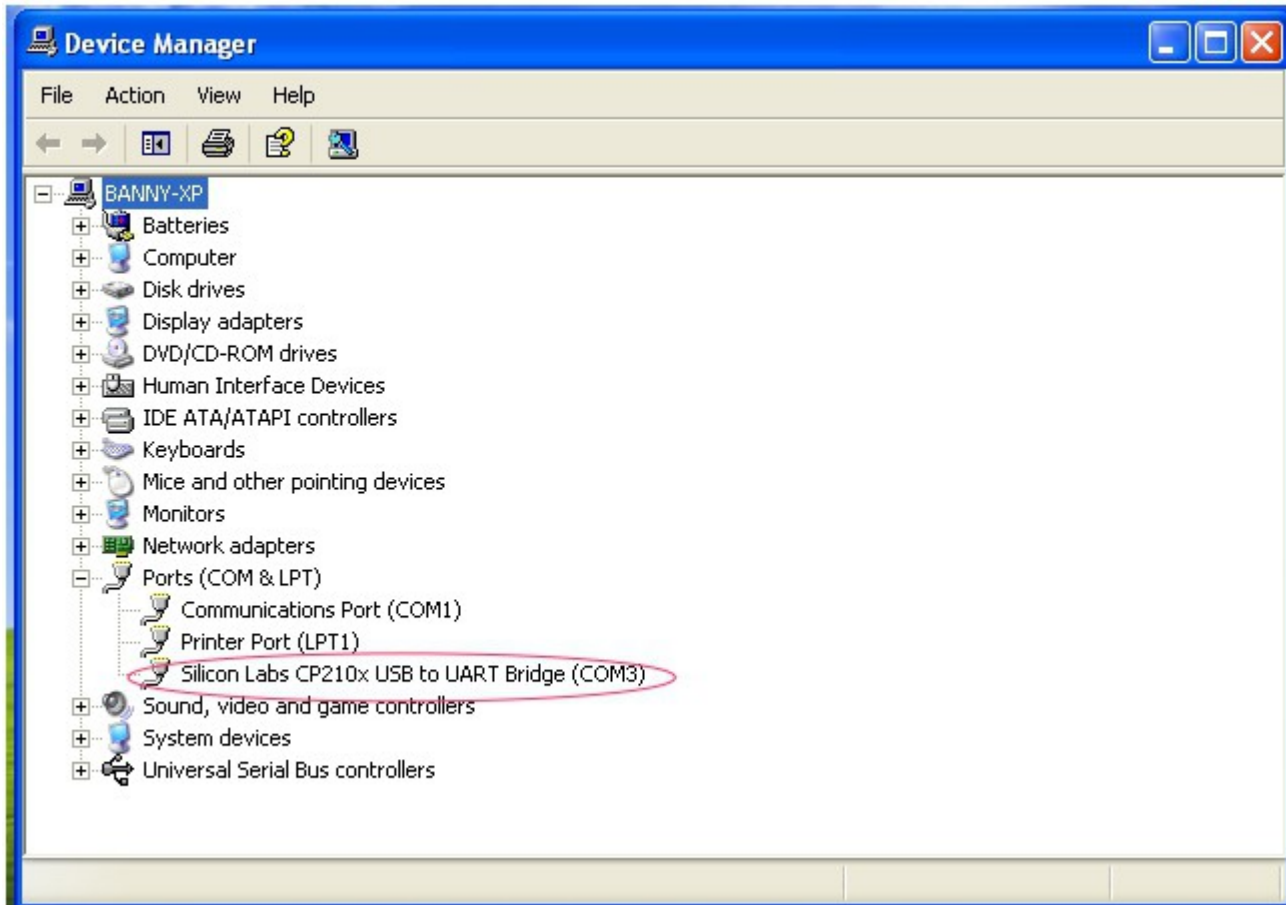 Device Manager
File Action View Help
BANNY-XP
Batteries
Computer
Disk drives
Display adapters
DVD/CD-ROM drives
Human Interface Devices
IDE ATA/ATAPI controllers
Keyboards
Mice and other pointing devices
Monitors
Network adapters
Ports (COM & LPT)
Communications Port (COM1)
Printer Port (LPT1)
Silicon Labs CP210x USB to UART Bridge (COM3)
Sound, video and game controllers
System devices
Universal Serial Bus controllers